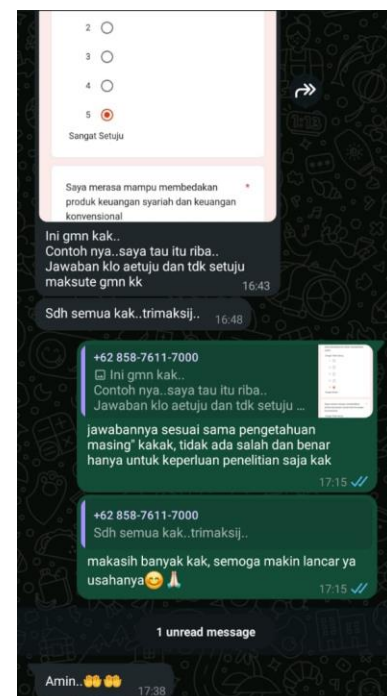 2
3
4
5
Sangat Setuju
Saya merasa mampu membedakan *
produk keuangan syariah dan keuangan
konvensional
Ini gmn kak..
Contoh nya..saya tau itu riba..
Jawaban klo aetuju dan tdk setuju
maksute gmn kk
16:43
Sdh semua kak..trimaksij..
16:48
+62 858-7611-7000
Ini gmn kak..
Contoh nya..saya tau itu riba..
Jawaban klo aetuju dan tdk setuju ...
jawabannya sesuai sama pengetahuan
masing" kakak, tidak ada salah dan benar
hanya untuk keperluan penelitian saja kak
17:15
+62 858-7611-7000
Sdh semua kak..trimaksij..
makasih banyak kak, semoga makin lancar ya
usahanya😊🙏🏻
17:15
1 unread message
Amin..🤲🤲
17:38